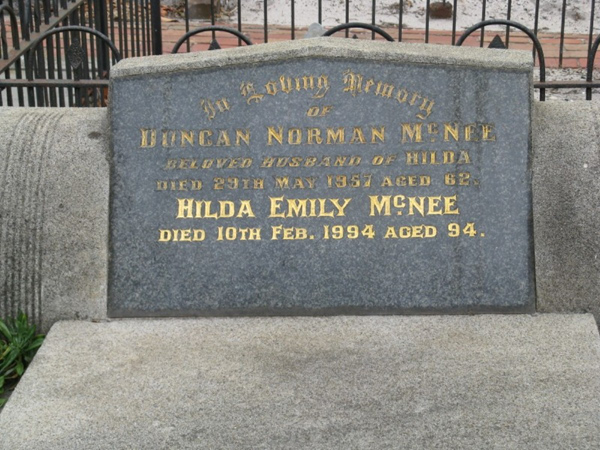 In Loving Memory
OF
DUNCAN NORMAN McNEE
BELOVED HUSBAND OF HILDA
DIED 29TH MAY 1957 AGED 62.
HILDA EMILY McNEE
DIED 10TH FEB. 1994 AGED 94.